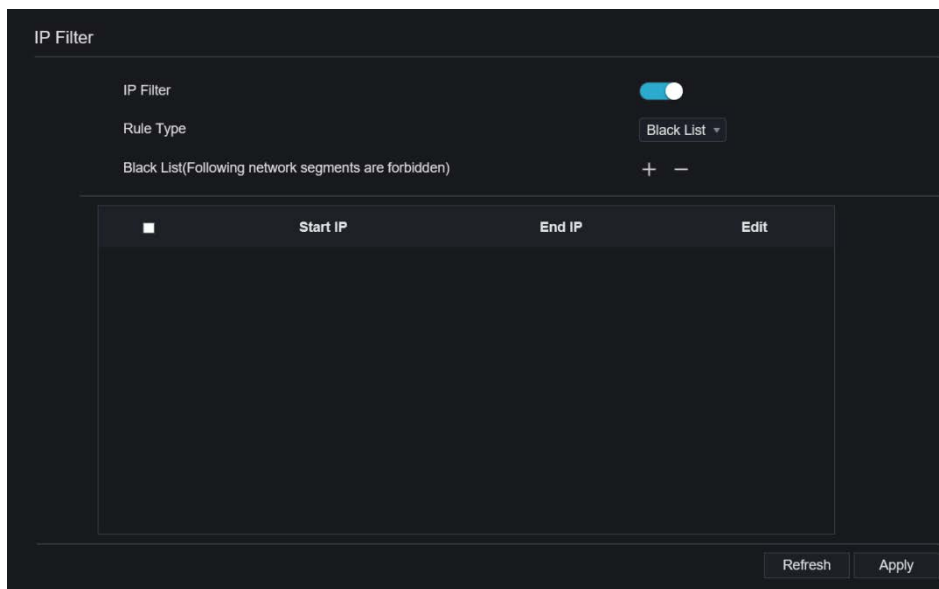 IP Filter
IP Filter
Rule Type
Black List
Black List(Following network segments are forbidden)
+ −
Start IP End IP Edit
Refresh Apply